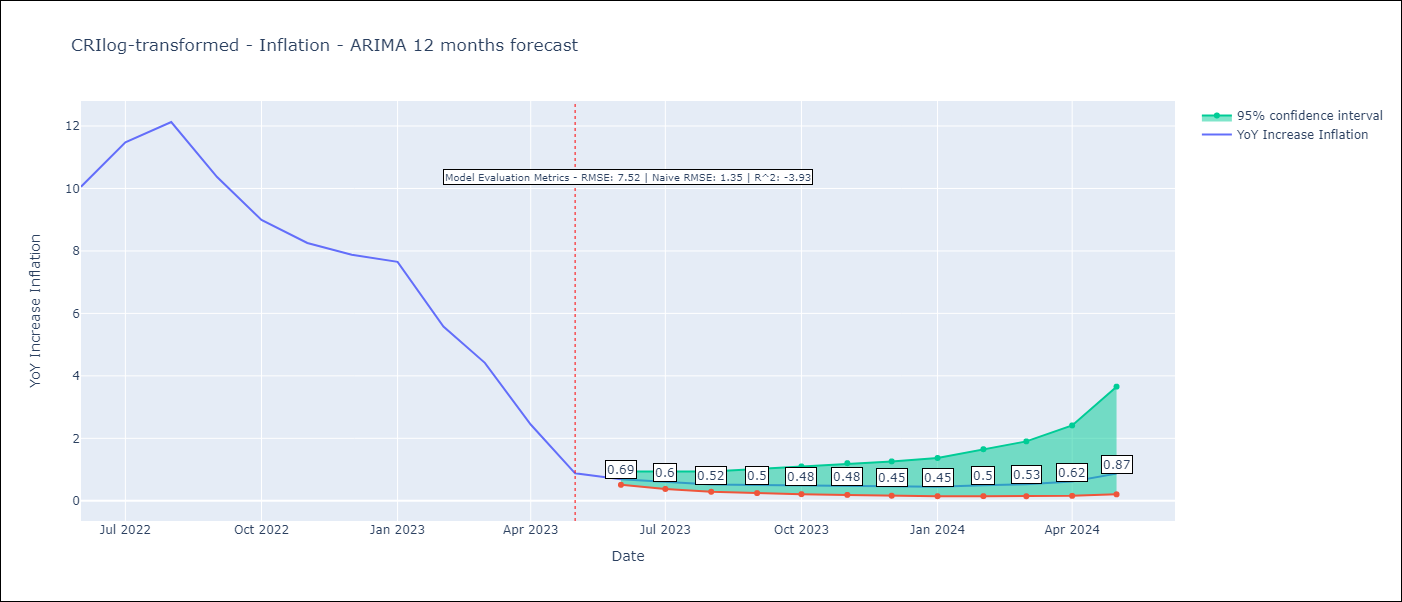 CRIlog-transformed - Inflation - ARIMA 12 months forecast
95% confidence interval
YoY Increase Inflation
Model Evaluation Metrics - RMSE: 7.52 | Naive RMSE: 1.35 | R^2: -3.93
YoY Increase Inflation
12
10
8
6
4
2
0
0.69
0.6
0.52
0.5
0.48
0.48
0.45
0.45
0.5
0.53
0.62
0.87
Jul 2022
Oct 2022
Jan 2023
Apr 2023
Jul 2023
Oct 2023
Jan 2024
Apr 2024
Date